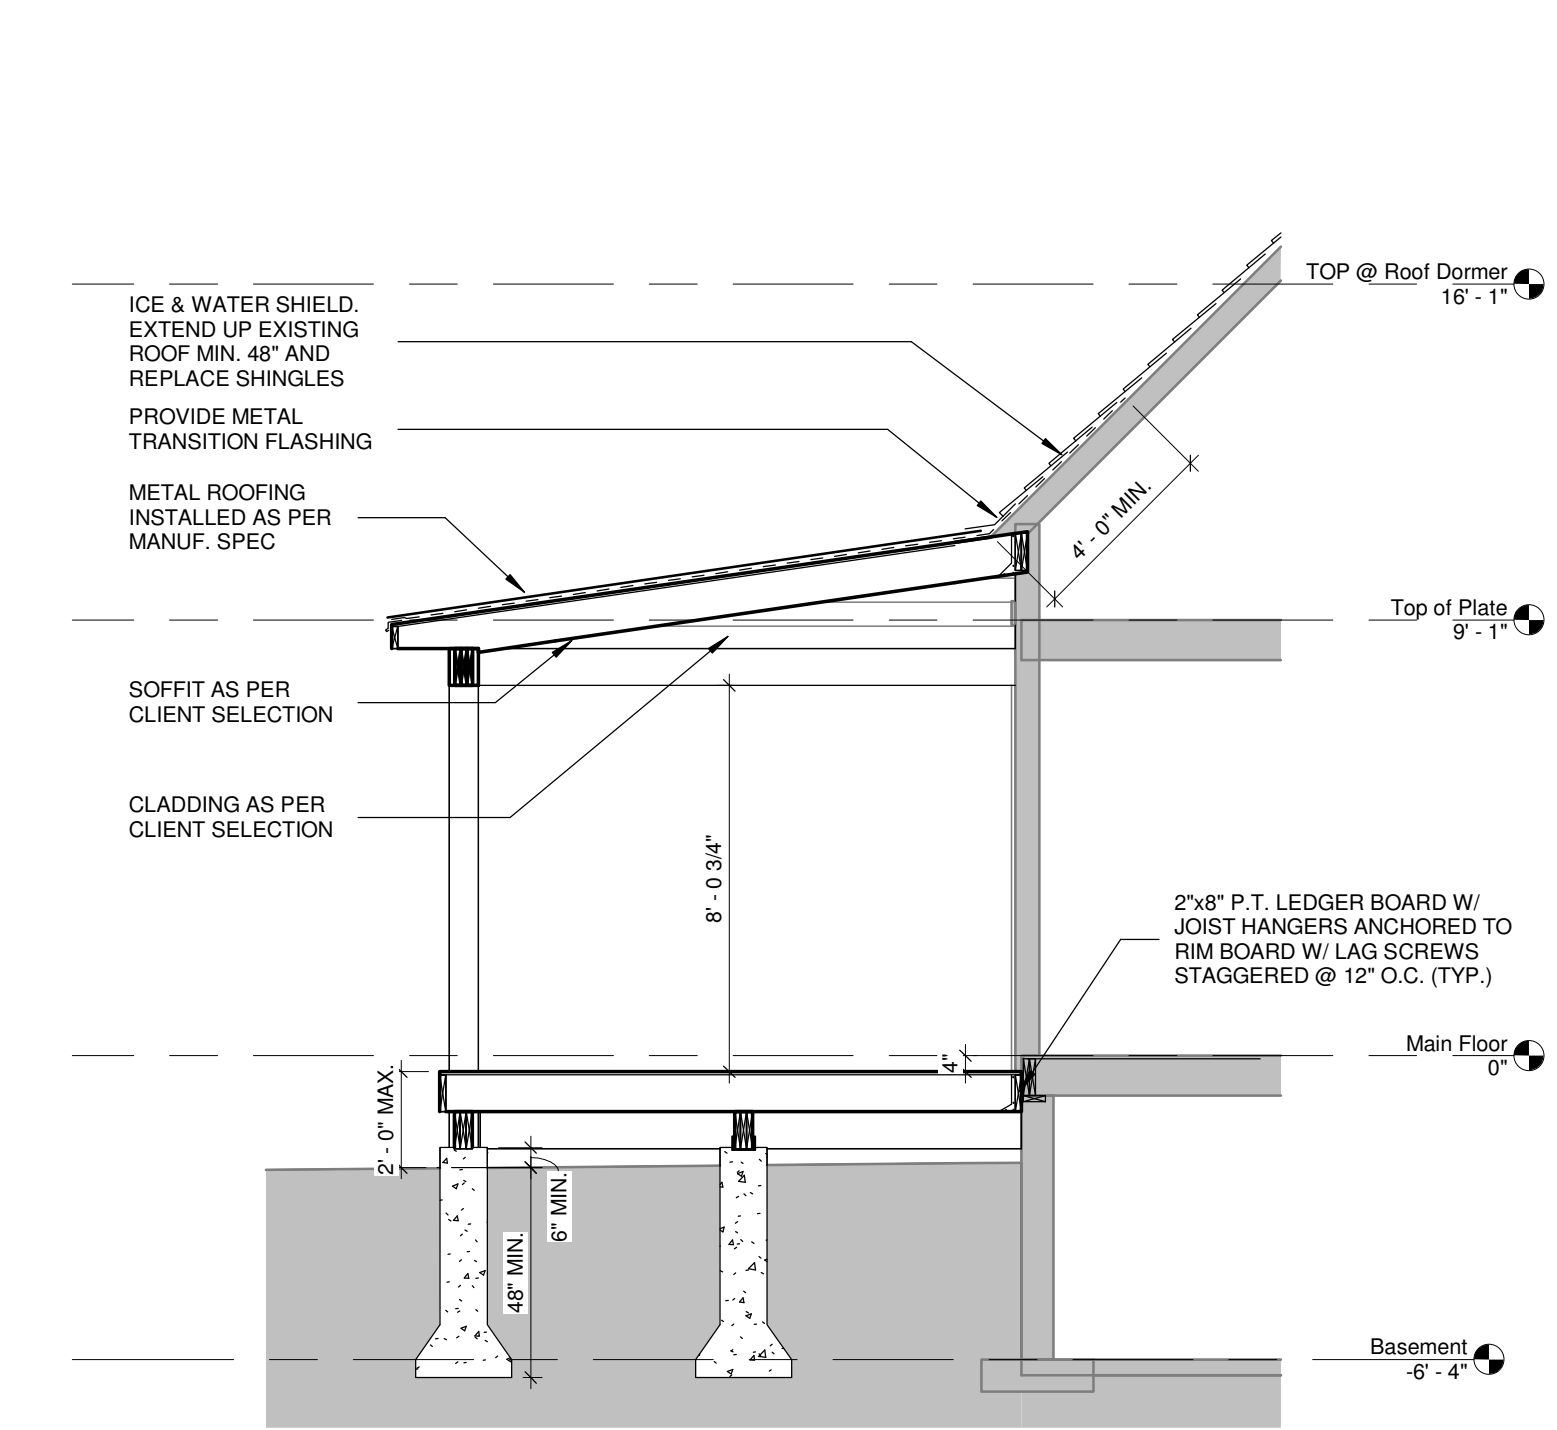 TOP @ Roof Dormer
16' - 1"
ICE & WATER SHIELD.
EXTEND UP EXISTING
ROOF MIN. 48" AND
REPLACE SHINGLES
PROVIDE METAL
TRANSITION FLASHING
METAL ROOFING
INSTALLED AS PER
MANUF. SPEC
4' - 0" MIN.
Top of Plate
9' - 1"
SOFFIT AS PER
CLIENT SELECTION
CLADDING AS PER
CLIENT SELECTION
8' - 0 3/4"
2"x8" P.T. LEDGER BOARD W/
JOIST HANGERS ANCHORED TO
RIM BOARD W/ LAG SCREWS
STAGGERED @ 12" O.C. (TYP.)
Main Floor
0"
4"
2' - 0" MAX.
6" MIN.
48" MIN.
Basement
-6' - 4"